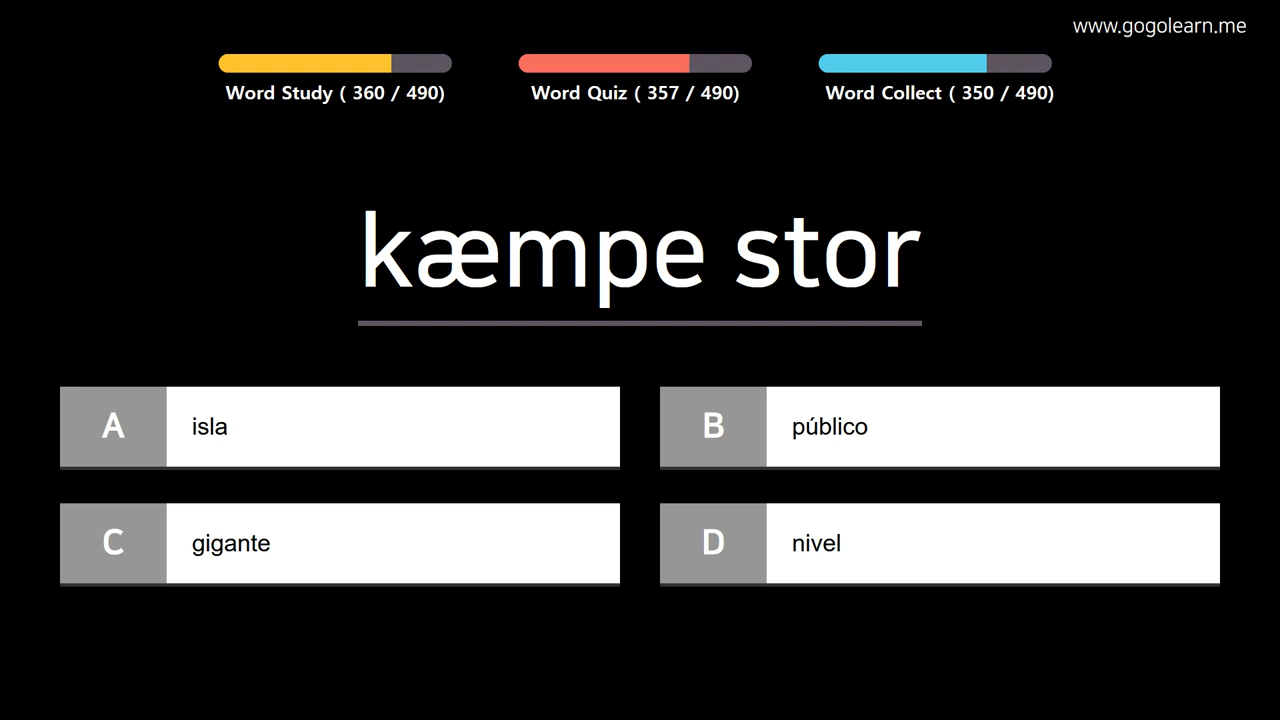 www.gogolearn.me
Word Study ( 360 / 490)
Word Quiz ( 357 / 490)
Word Collect ( 350 / 490)
kæmpe stor
A isla
B público
C gigante
D nivel